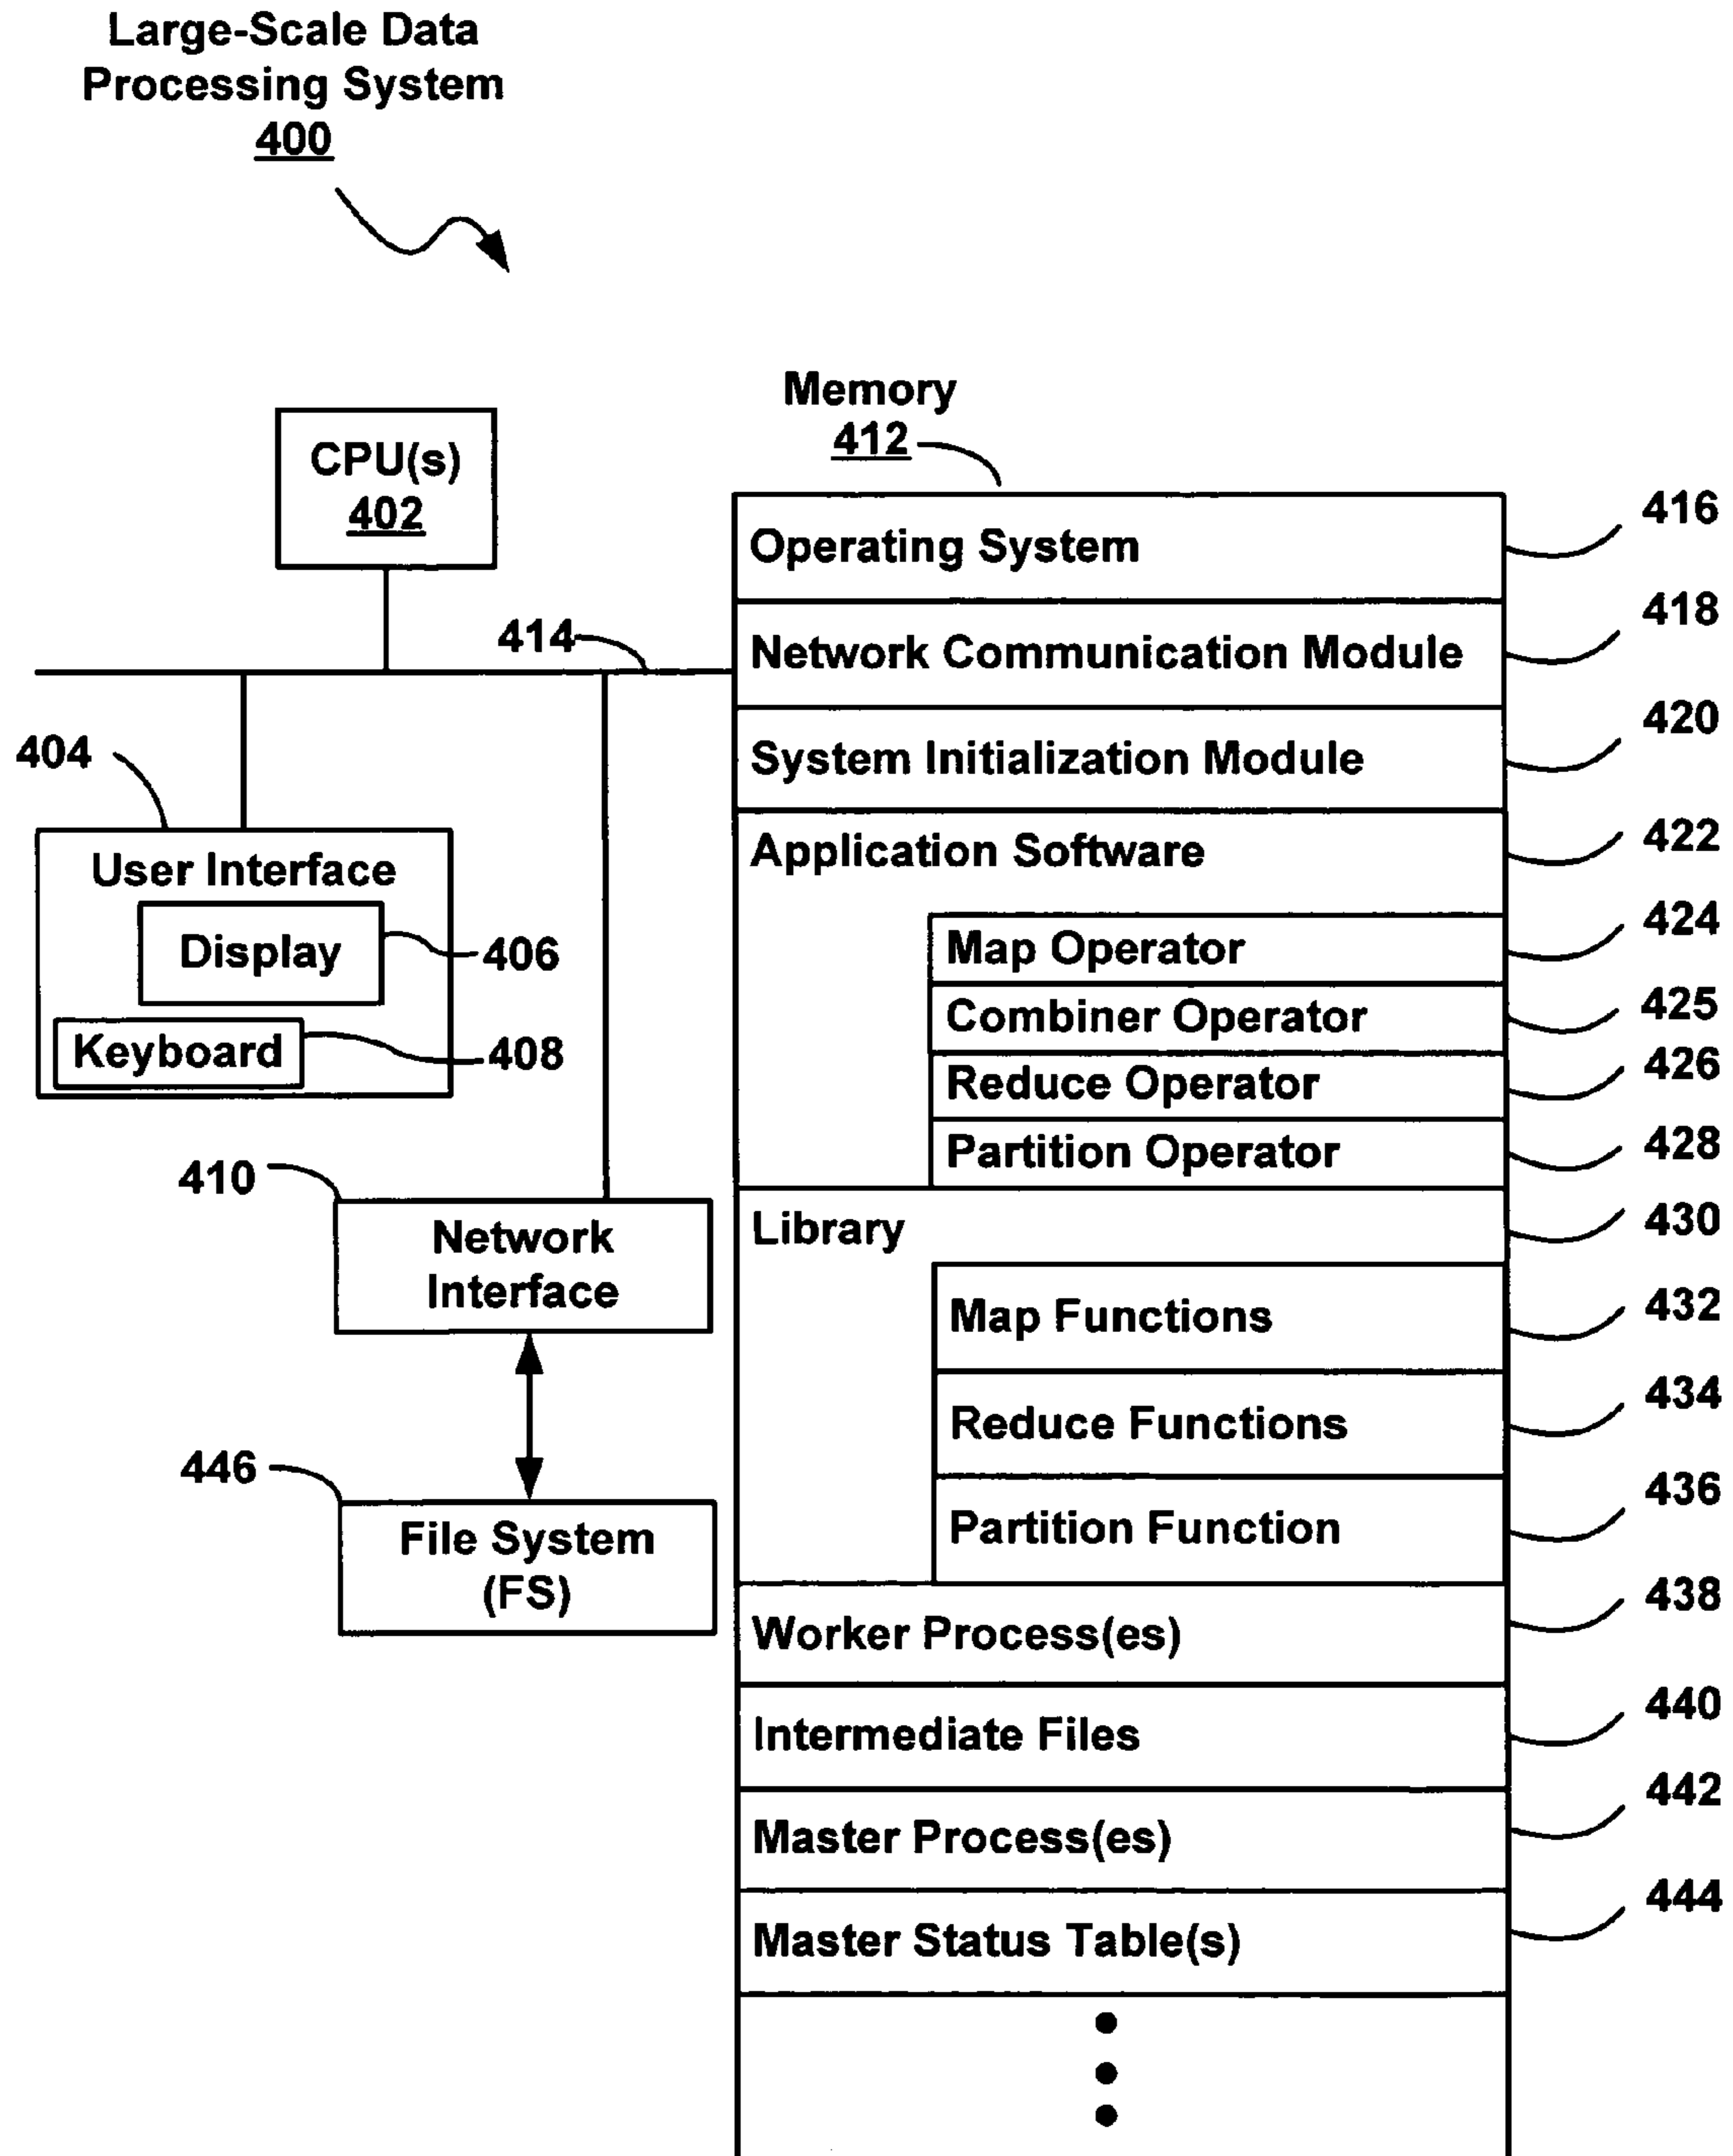 Large-Scale Data
Processing System
400
Memory
412
CPU(s)
402
414
404
User Interface
Display
406
Keyboard
408
410
Network
Interface
446
File System
(FS)
Operating System
416
Network Communication Module
418
System Initialization Module
420
Application Software
422
Map Operator
424
Combiner Operator
425
Reduce Operator
426
Partition Operator
428
Library
430
Map Functions
432
Reduce Functions
434
Partition Function
436
Worker Process(es)
438
Intermediate Files
440
Master Process(es)
442
Master Status Table(s)
444